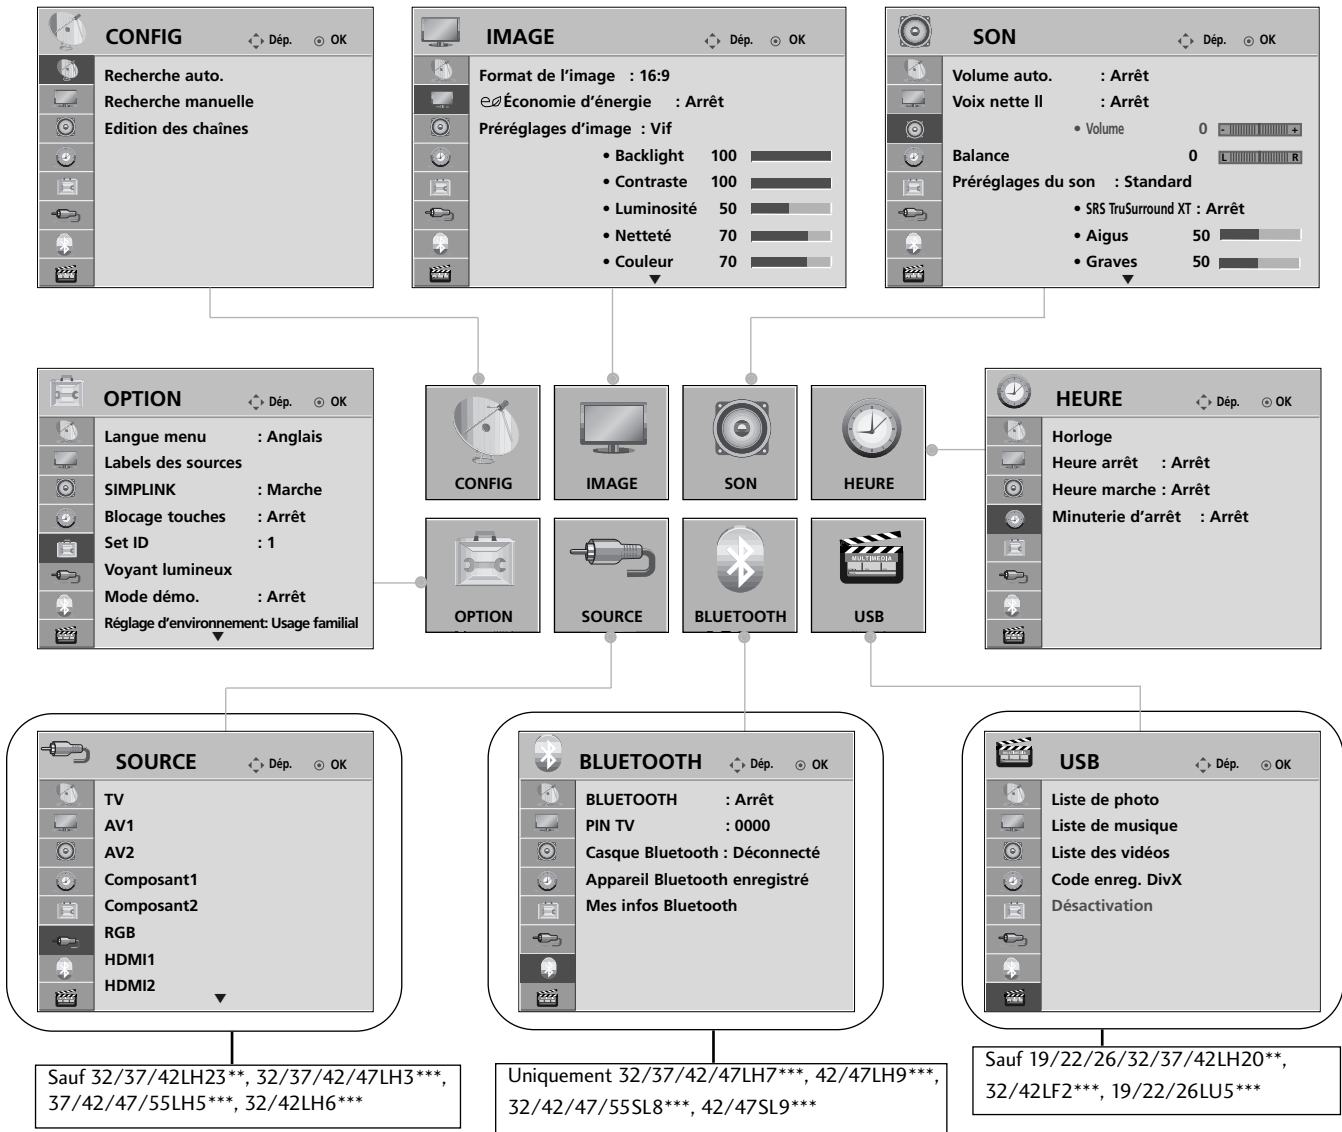 CONFIG Dép. OK
Recherche auto.
Recherche manuelle
Edition des chaînes
IMAGE Dép. OK
Format de l'image : 16:9
Économie d'énergie : Arrêt
Préréglages d'image : Vif
• Backlight 100
• Contraste 100
• Luminosité 50
• Netteté 70
• Couleur 70
SON Dép. OK
Volume auto. : Arrêt
Voix nette ll : Arrêt
• Volume 0 - +
Balance 0 L R
Préréglages du son : Standard
• SRS TruSurround XT : Arrêt
• Aigus 50
• Graves 50
OPTION Dép. OK
Langue menu : Anglais
Labels des sources
SIMPLINK : Marche
Blocage touches : Arrêt
Set ID : 1
Voyant lumineux
Mode démo. : Arrêt
Réglage d'environnement: Usage familial
CONFIG
IMAGE
SON
HEURE
OPTION
SOURCE
BLUETOOTH
MULTIMEDIA
USB
HEURE Dép. OK
Horloge
Heure arrêt : Arrêt
Heure marche : Arrêt
Minuterie d'arrêt : Arrêt
SOURCE Dép. OK
TV
AV1
AV2
Composant1
Composant2
RGB
HDMI1
HDMI2
BLUETOOTH Dép. OK
BLUETOOTH : Arrêt
PIN TV : 0000
Casque Bluetooth : Déconnecté
Appareil Bluetooth enregistré
Mes infos Bluetooth
USB Dép. OK
Liste de photo
Liste de musique
Liste des vidéos
Code enreg. DivX
Désactivation
Sauf 32/37/42LH23**, 32/37/42/47LH3***,
37/42/47/55LH5***, 32/42LH6***
Uniquement 32/37/42/47LH7***, 42/47LH9***,
32/42/47/55SL8***, 42/47SL9***
Sauf 19/22/26/32/37/42LH20**,
32/42LF2***, 19/22/26LU5***